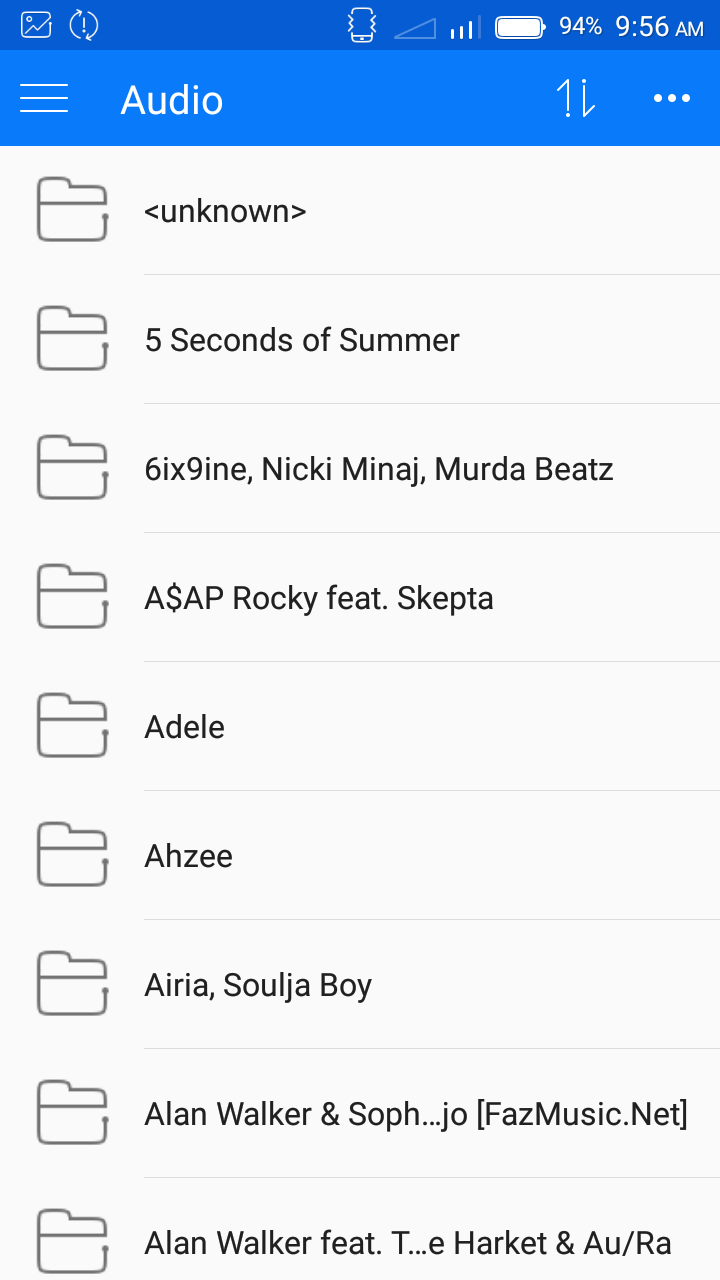 94% 9:56 AM
Audio
<unknown>
5 Seconds of Summer
6ix9ine, Nicki Minaj, Murda Beatz
A$AP Rocky feat. Skepta
Adele
Ahzee
Airia, Soulja Boy
Alan Walker & Soph...jo [FazMusic.Net]
Alan Walker feat. T...e Harket & Au/Ra